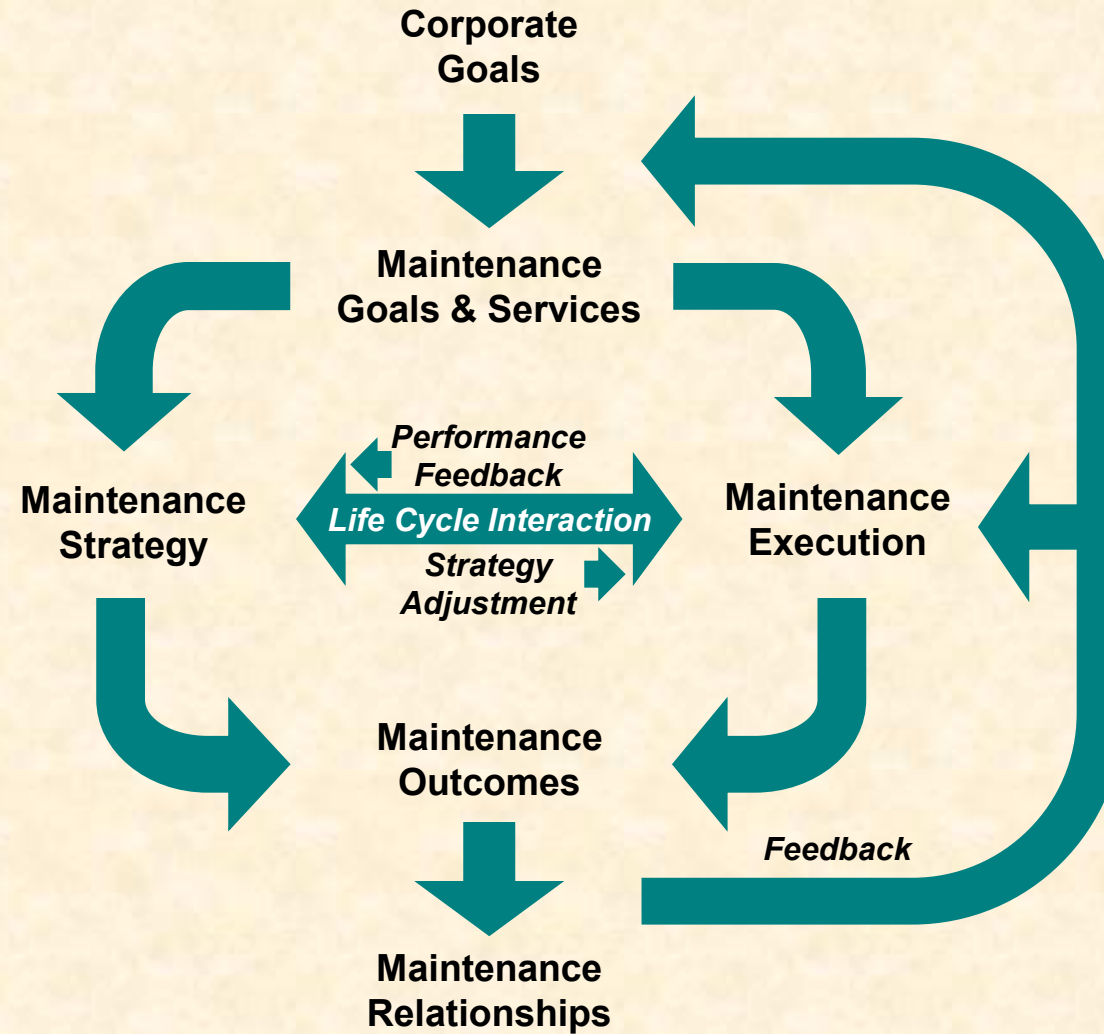 Corporate
Goals
Maintenance
Goals & Services
Performance
Feedback
Maintenance
Strategy
Life Cycle Interaction
Maintenance
Execution
Strategy
Adjustment
Maintenance
Outcomes
Feedback
Maintenance
Relationships